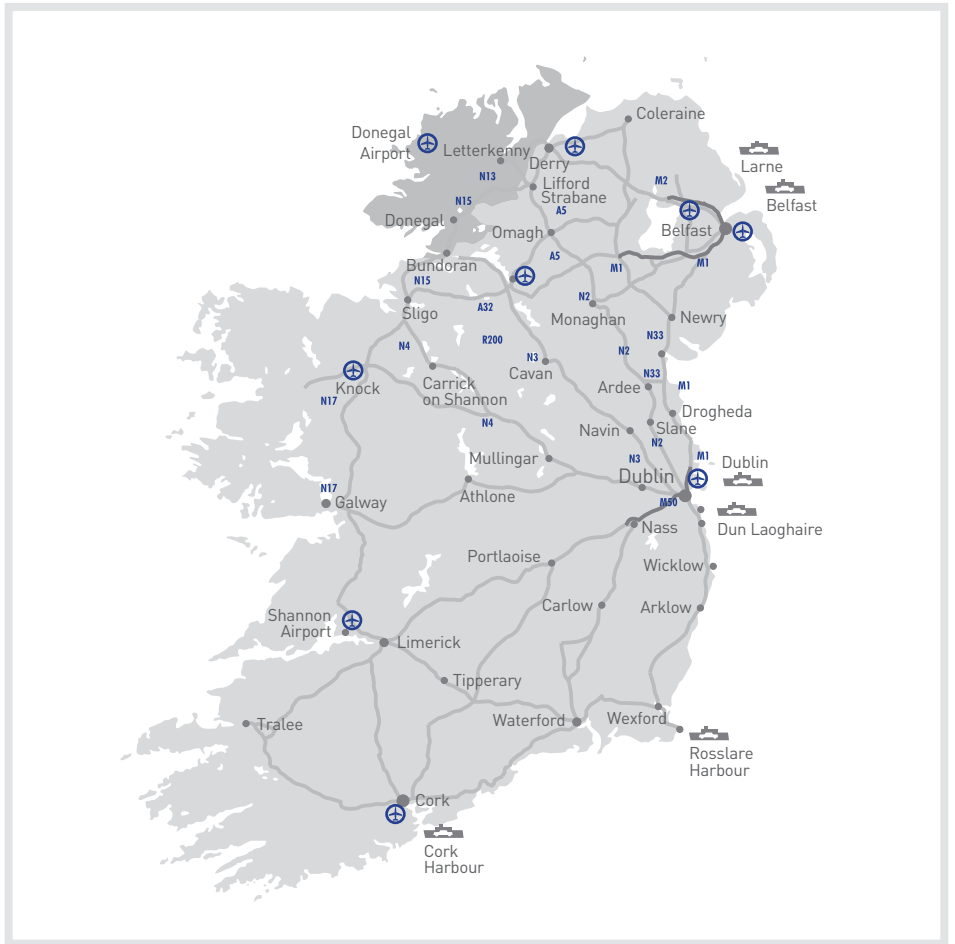 Coleraine
Donegal
Airport
Letterkenny
Derry
Larne
N13
M2
Lifford
Strabane
Belfast
N15
A5
Donegal
Omagh
Belfast
A5
Bundoran
M1
M1
N15
N2
A32
Sligo
Monaghan
Newry
R200
N33
N4
N3
N2
Cavan
N33
Knock
Carrick
on Shannon
Ardee
M1
N17
Drogheda
N4
Slane
Navin
N2
Mullingar
N3
M1
Dublin
Dublin
N17
Athlone
Galway
M50
Nass
Dun Laoghaire
Portlaoise
Wicklow
Carlow
Arklow
Shannon
Airport
Limerick
Tipperary
Tralee
Waterford
Wexford
Rosslare
Harbour
Cork
Cork
Harbour